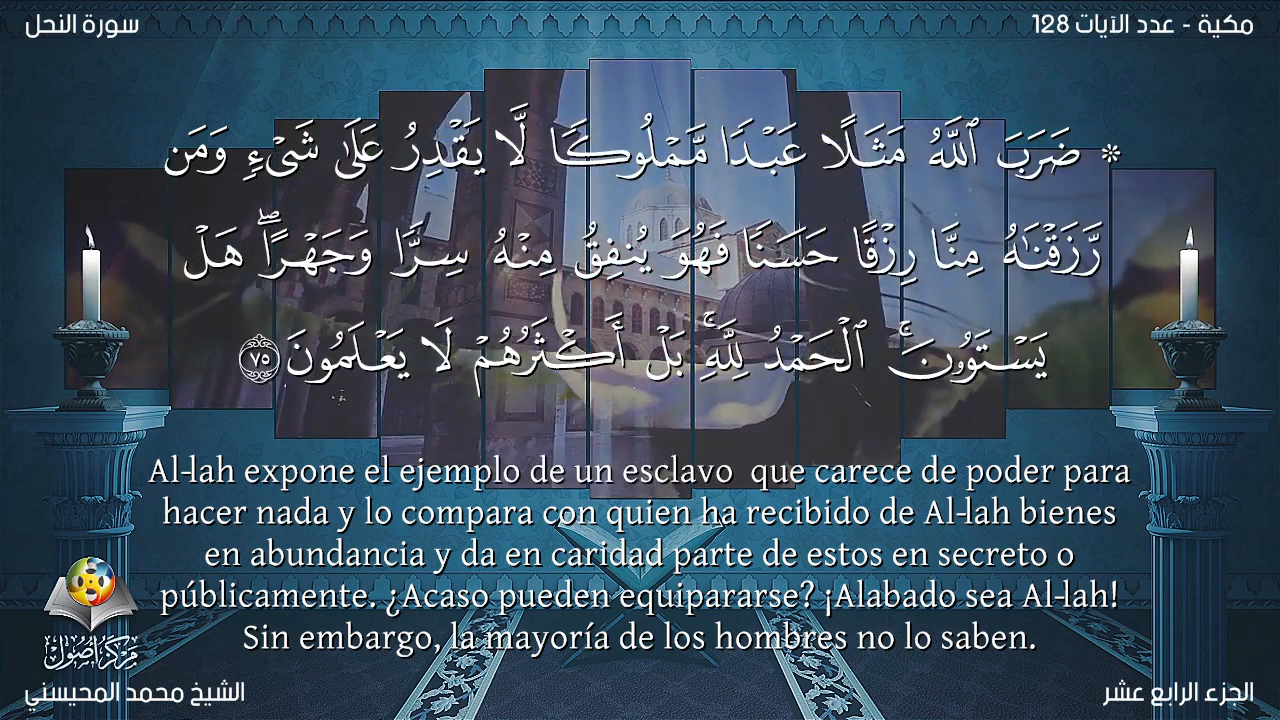 سورة النحل
مكية - عدد الآيات 128
* ضَرَبَ ٱللَّهُ مَثَلًا عَبْدًا مَّمْلُوكًا لَّا يَقْدِرُ عَلَىٰ شَىْءٍ وَمَن
رَّزَقْنَـٰهُ مِنَّا رِزْقًا حَسَنًا فَهُوَ يُنفِقُ مِنْهُ سِرًّا وَجَهْرًا ۖ هَلْ
يَسْتَوُۥنَ ۚ ٱلْحَمْدُ لِلَّهِ ۚ بَلْ أَكْثَرُهُمْ لَا يَعْلَمُونَ ٧٥
Al-lah expone el ejemplo de un esclavo que carece de poder para
hacer nada y lo compara con quien ha recibido de Al-lah bienes
en abundancia y da en caridad parte de estos en secreto o
públicamente. ¿Acaso pueden equipararse? ¡Alabado sea Al-lah!
Sin embargo, la mayoría de los hombres no lo saben.
مركز أصول
الشيخ محمد المحيسني
الجزء الرابع عشر